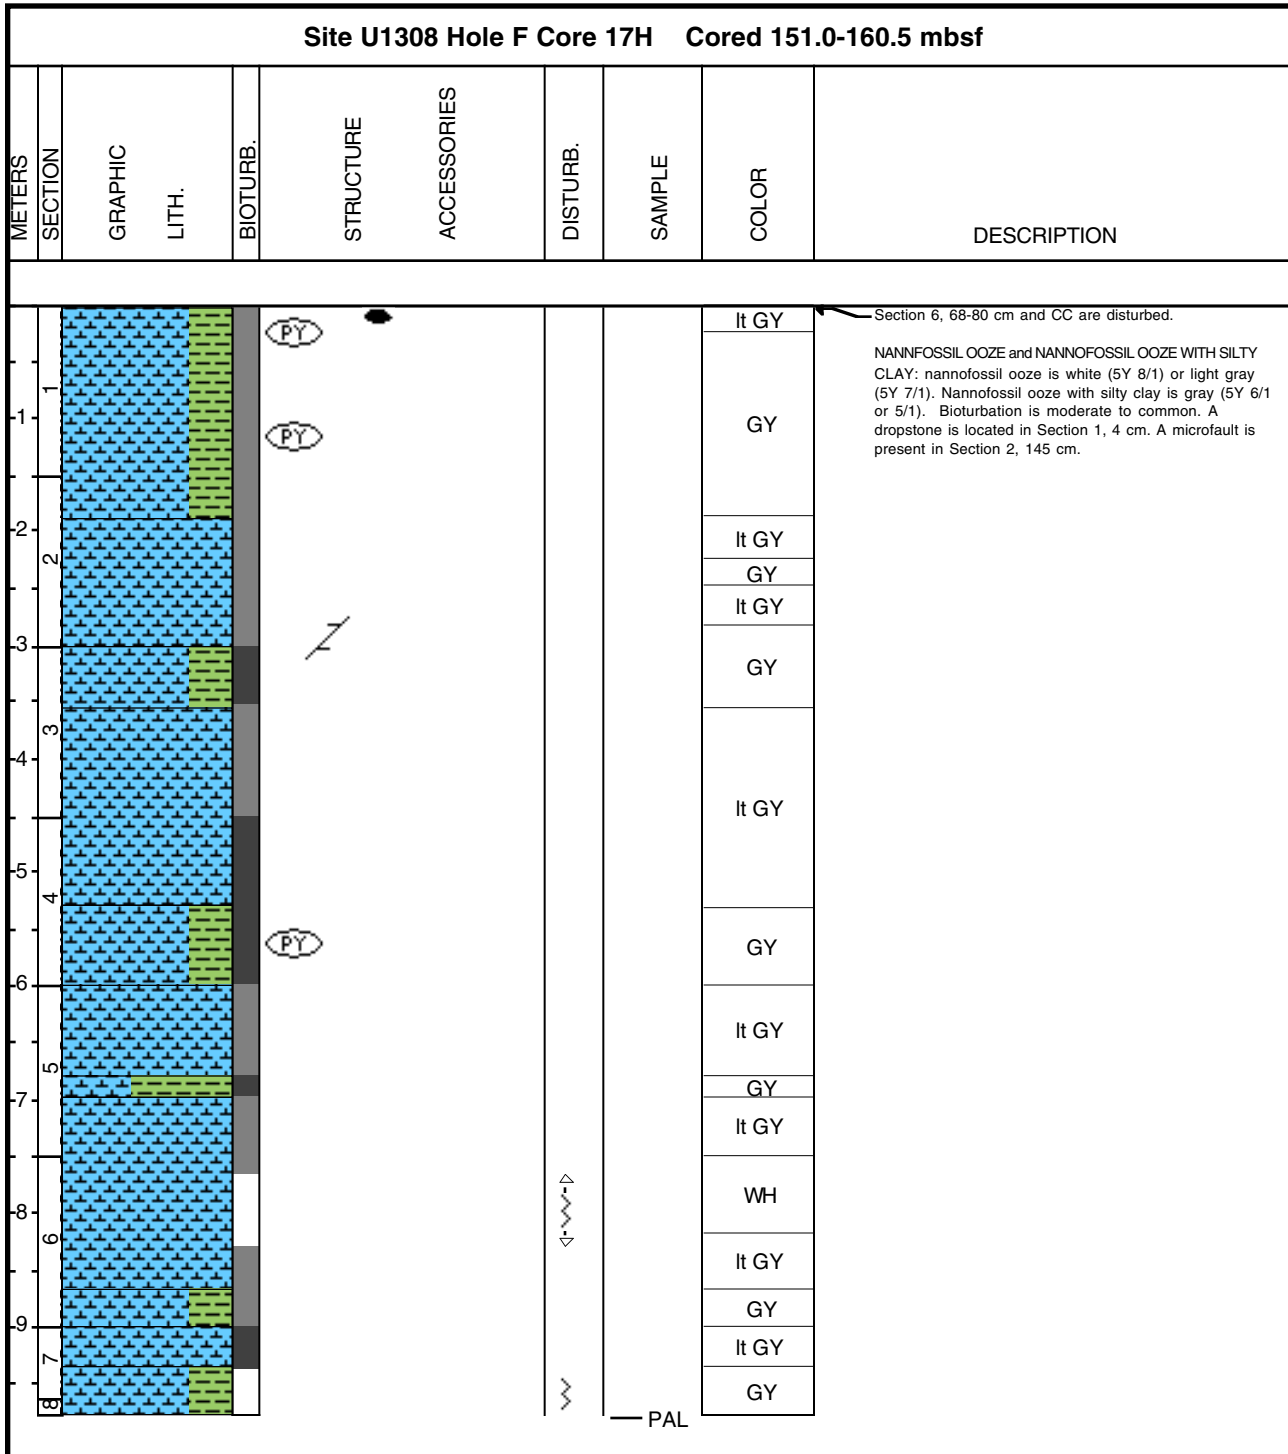 Site U1308 Hole F Core 17H    Cored 151.0-160.5 mbsf
METERS
SECTION
GRAPHIC
LITH.
BIOTURB.
STRUCTURE
ACCESSORIES
DISTURB.
SAMPLE
COLOR
DESCRIPTION
Section 6, 68-80 cm and CC are disturbed.
NANNFOSSIL OOZE and NANNOFOSSIL OOZE WITH SILTY
CLAY: nannofossil ooze is white (5Y 8/1) or light gray
(5Y 7/1). Nannofossil ooze with silty clay is gray (5Y 6/1
or 5/1). Bioturbation is moderate to common. A
dropstone is located in Section 1, 4 cm. A microfault is
present in Section 2, 145 cm.
lt GY
PY
1
1
GY
PY
2
lt GY
2
GY
lt GY
3
GY
3
4
lt GY
5
4
PY
GY
6
lt GY
5
GY
7
lt GY
WH
8
6
lt GY
GY
9
lt GY
7
GY
8
PAL